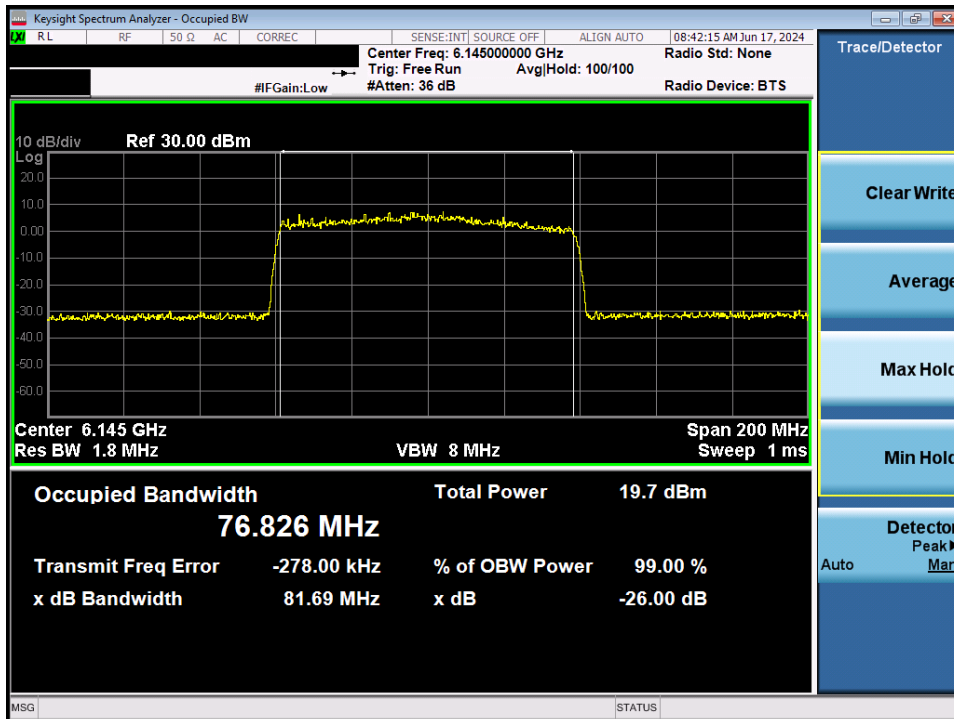 Keysight Spectrum Analyzer - Occupied BW
LXI RL RF 50 Ω AC CORREC SENSE:INT SOURCE OFF ALIGN AUTO 08:42:15 AM Jun 17, 2024
Center Freq: 6.145000000 GHz Radio Std: None
Trig: Free Run Avg|Hold: 100/100
#IFGain:Low #Atten: 36 dB Radio Device: BTS
Trace/Detector
10 dB/div Ref 30.00 dBm
Log
20.0
10.0
0.00
-10.0
-20.0
-30.0
-40.0
-50.0
-60.0
Center 6.145 GHz Span 200 MHz
Res BW 1.8 MHz VBW 8 MHz Sweep 1 ms
Occupied Bandwidth Total Power 19.7 dBm
76.826 MHz
Transmit Freq Error -278.00 kHz % of OBW Power 99.00 %
x dB Bandwidth 81.69 MHz x dB -26.00 dB
Clear Write
Average
Max Hold
Min Hold
Detector
Peak
Auto Man
MSG STATUS